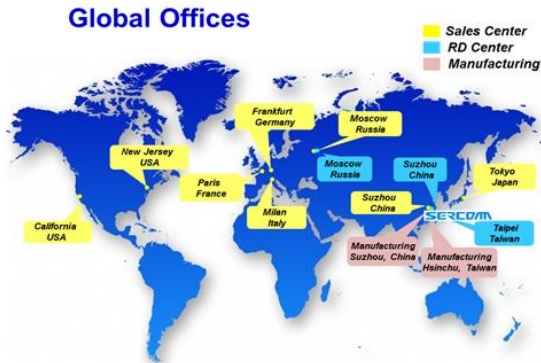 Global Offices
Sales Center
RD Center
Manufacturing
Frankfurt
Germany
Moscow
Russia
New Jersey
USA
Paris
France
Moscow
Russia
Suzhou
China
Tokyo
Japan
Suzhou
China
Milan
Italy
SERCOMM
California
USA
Taipei
Taiwan
Manufacturing
Suzhou, China
Manufacturing
Hsinchu, Taiwan